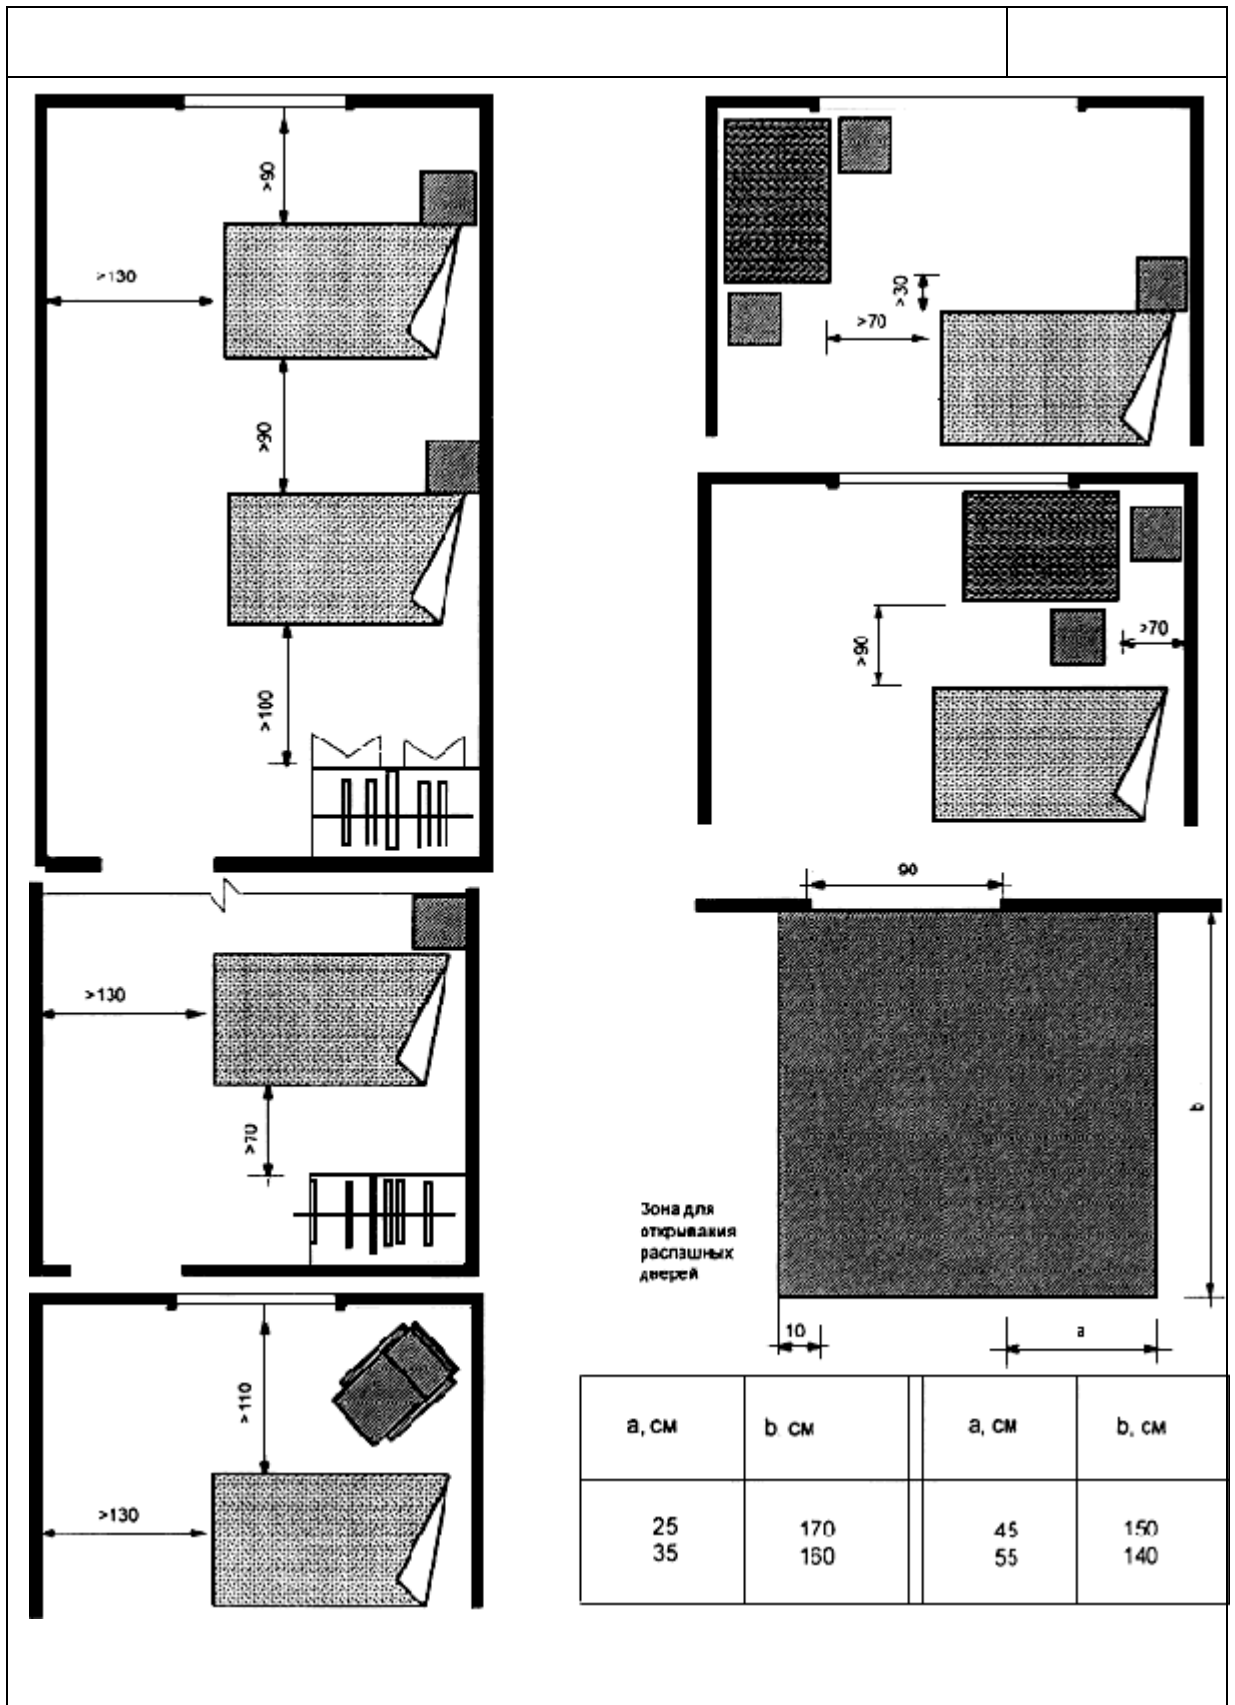 >90
>130
>90
>100
>130
>70
>110
>130
>30
>70
>90
>70
90
b
Зона для
открывания
распашных
дверей
10
a
a, см b. см a, см b, см
25 170 45 150
35 160 55 140